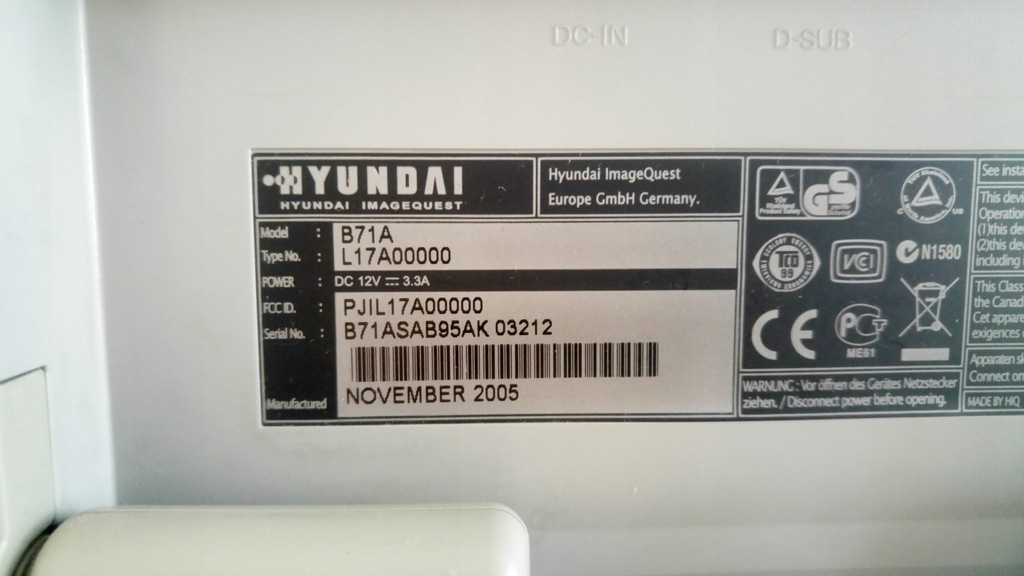 DC-IN
D-SUB
HYUNDAI
HYUNDAI IMAGEQUEST
Hyundai ImageQuest
Europe GmbH Germany.
Model : B71A
Type No. : L17A00000
POWER : DC 12V 3.3A
FCC ID. : PJIL17A00000
Serial No. : B71ASAB95AK 03212
Manufactured NOVEMBER 2005
TÜV
Product Safety
GS
TCO
99
VCI
N1580
CE
PCT
ME61
WARNUNG : Vor öffnen des Gerätes Netzstecker
ziehen. / Disconnect power before opening.
See insta
This devi
Operation
(1)this dev
(2)this dev
including i
This Class
the Canad
Cet appare
exigences
Apparaten sk
Connect on
MADE BY HIQ